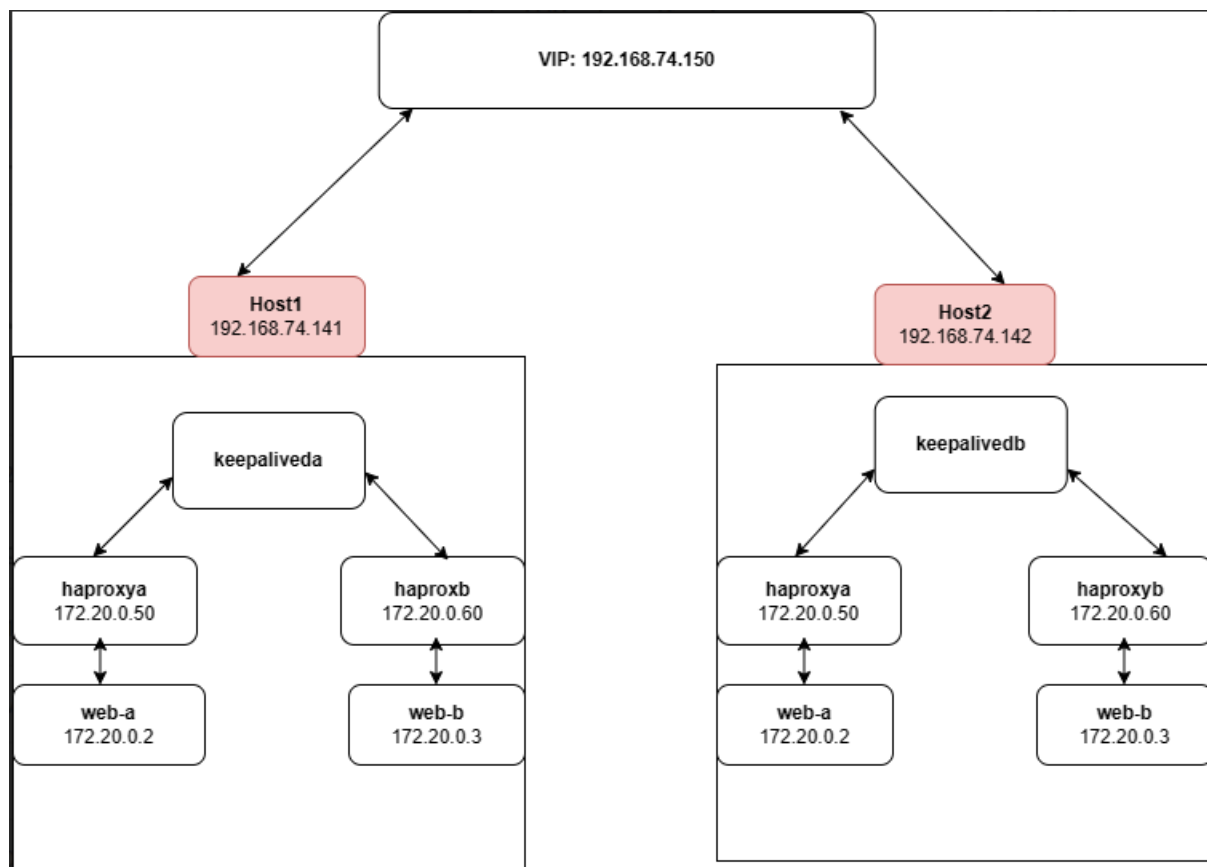 VIP: 192.168.74.150
Host1
192.168.74.141
Host2
192.168.74.142
keepaliveda
keepalivedb
haproxya
172.20.0.50
haproxb
172.20.0.60
haproxya
172.20.0.50
haproxyb
172.20.0.60
web-a
172.20.0.2
web-b
172.20.0.3
web-a
172.20.0.2
web-b
172.20.0.3